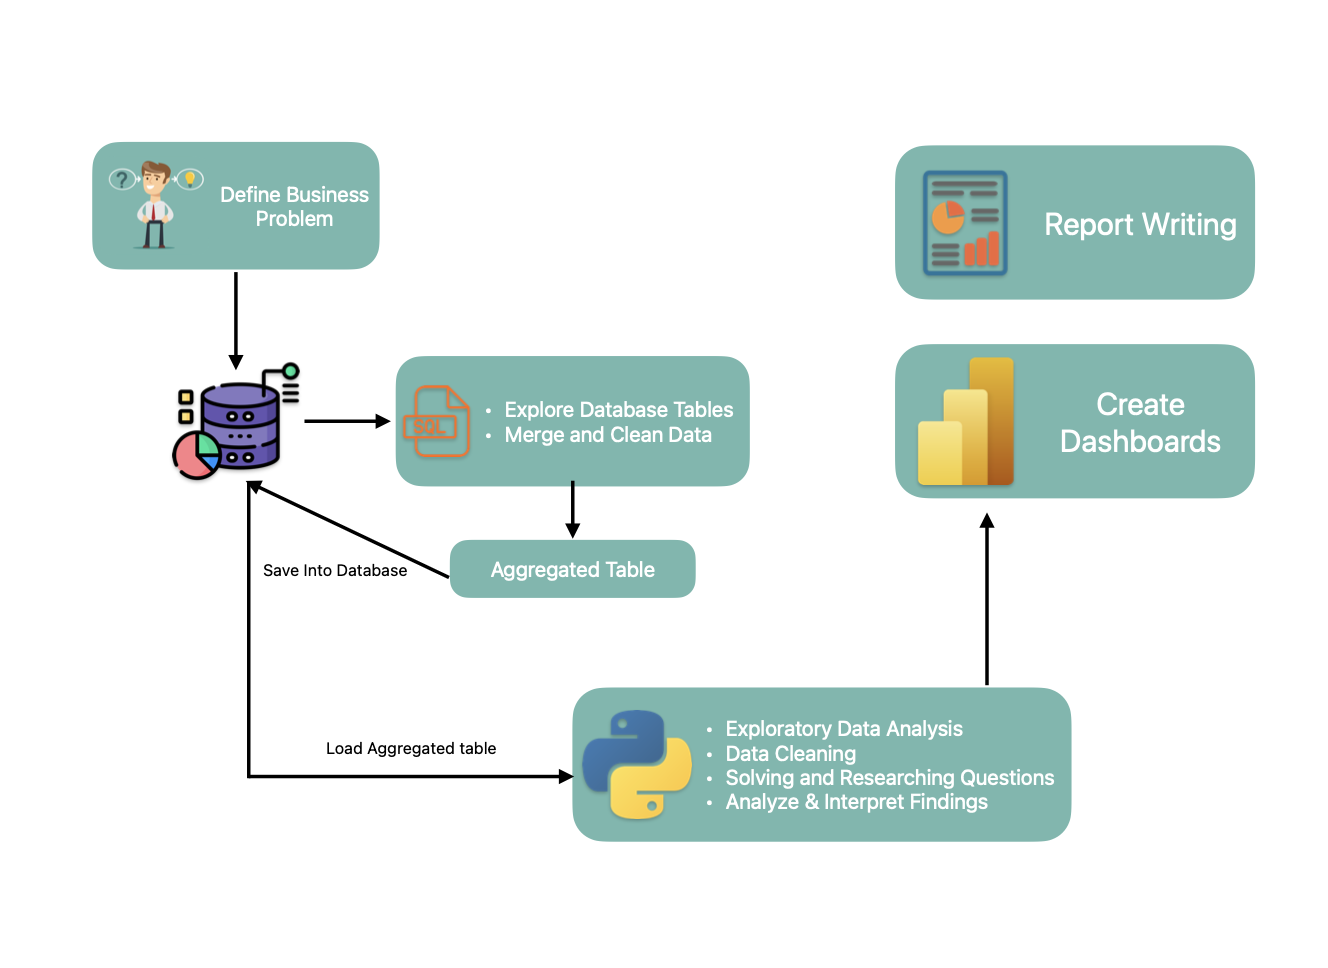 ?
Define Business
Problem
Report Writing
SQL
• Explore Database Tables
• Merge and Clean Data
Create
Dashboards
Aggregated Table
Save Into Database
Load Aggregated table
• Exploratory Data Analysis
• Data Cleaning
• Solving and Researching Questions
• Analyze & Interpret Findings